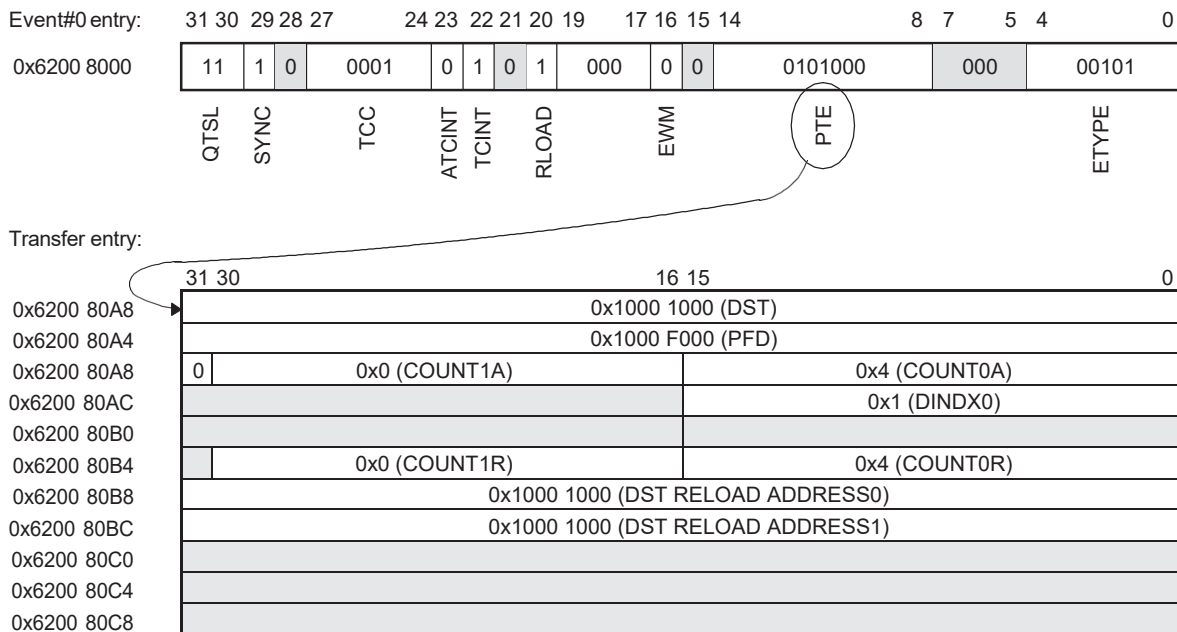 Event#0 entry: 31 30 29 28 27 24 23 22 21 20 19 17 16 15 14 8 7 5 4 0
0x6200 8000 11 1 0 0001 0 1 0 1 000 0 0 0101000 000 00101
QTSL SYNC TCC ATCINT TCINT RLOAD EWM PTE ETYPE
Transfer entry:
31 30 16 15 0
0x6200 80A8 0x1000 1000 (DST)
0x6200 80A4 0x1000 F000 (PFD)
0x6200 80A8 0 0x0 (COUNT1A) 0x4 (COUNT0A)
0x6200 80AC 0x1 (DINDX0)
0x6200 80B0
0x6200 80B4 0x0 (COUNT1R) 0x4 (COUNT0R)
0x6200 80B8 0x1000 1000 (DST RELOAD ADDRESS0)
0x6200 80BC 0x1000 1000 (DST RELOAD ADDRESS1)
0x6200 80C0
0x6200 80C4
0x6200 80C8